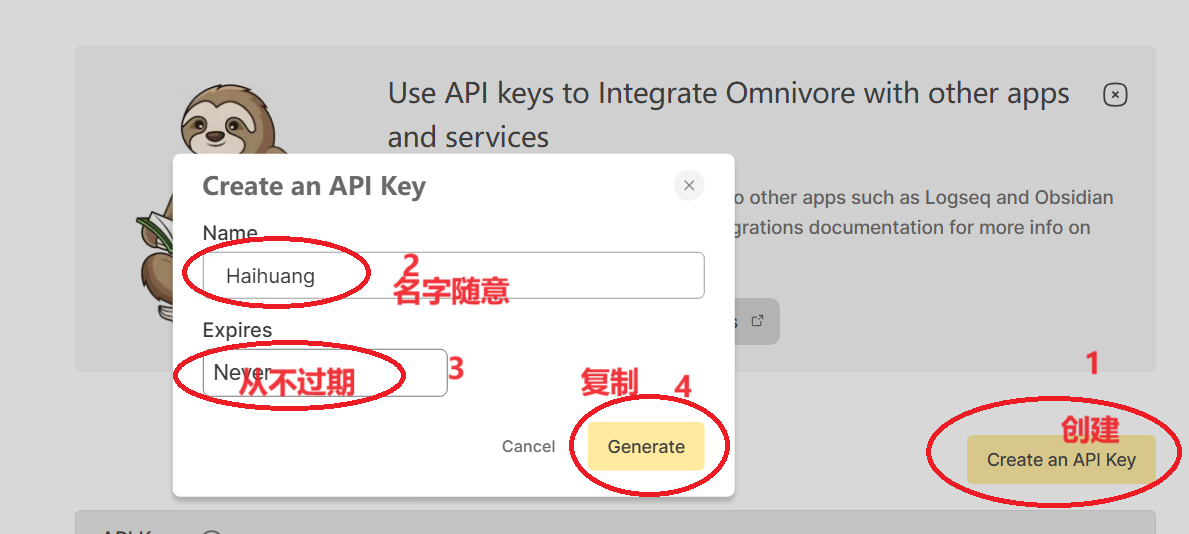 Use API keys to Integrate Omnivore with other apps
and services
Create an API Key
o other apps such as Logseq and Obsidian
grations documentation for more info on
Name
Haihuang
2
名字随意
Expires
Never
从不过期
3
复制
4
1
创建
Cancel
Generate
Create an API Key